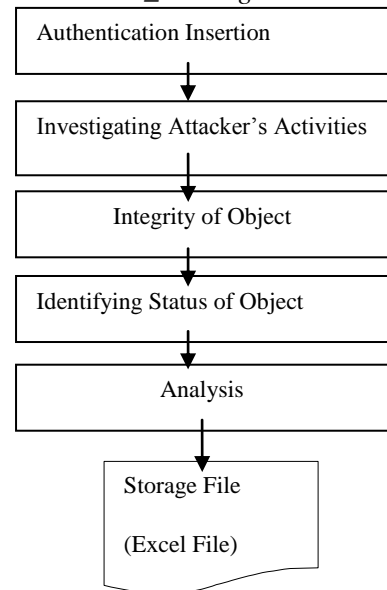 Authentication Insertion
Investigating Attacker’s Activities
Integrity of Object
Identifying Status of Object
Analysis
Storage File
(Excel File)